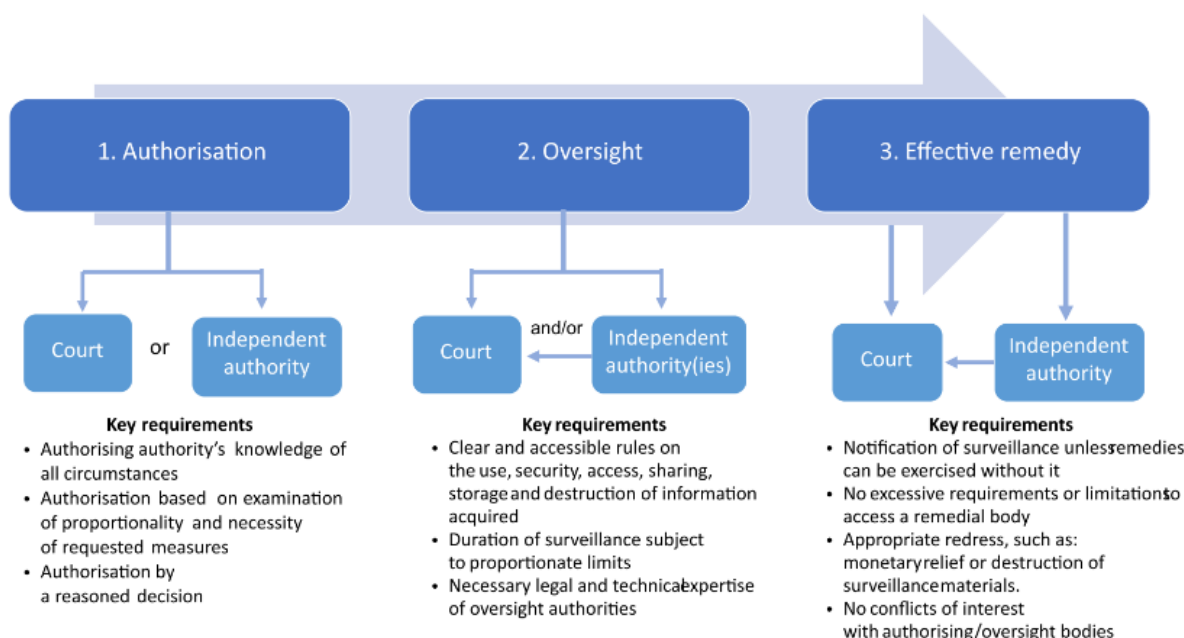 1. Authorisation
2. Oversight
3. Effective remedy
Court
or
Independent
authority
Court
and/or
Independent
authority(ies)
Court
Independent
authority
Key requirements
• Authorising authority's knowledge of
all circumstances
• Authorisation based on examination
of proportionality and necessity
of requested measures
• Authorisation by
a reasoned decision
Key requirements
• Clear and accessible rules on
the use, security, access, sharing,
storage and destruction of information
acquired
• Duration of surveillance subject
to proportionate limits
• Necessary legal and technical expertise
of oversight authorities
Key requirements
• Notification of surveillance unless remedies
can be exercised without it
• No excessive requirements or limitations to
access a remedial body
• Appropriate redress, such as:
monetary relief or destruction of
surveillance materials.
• No conflicts of interest
with authorising/oversight bodies